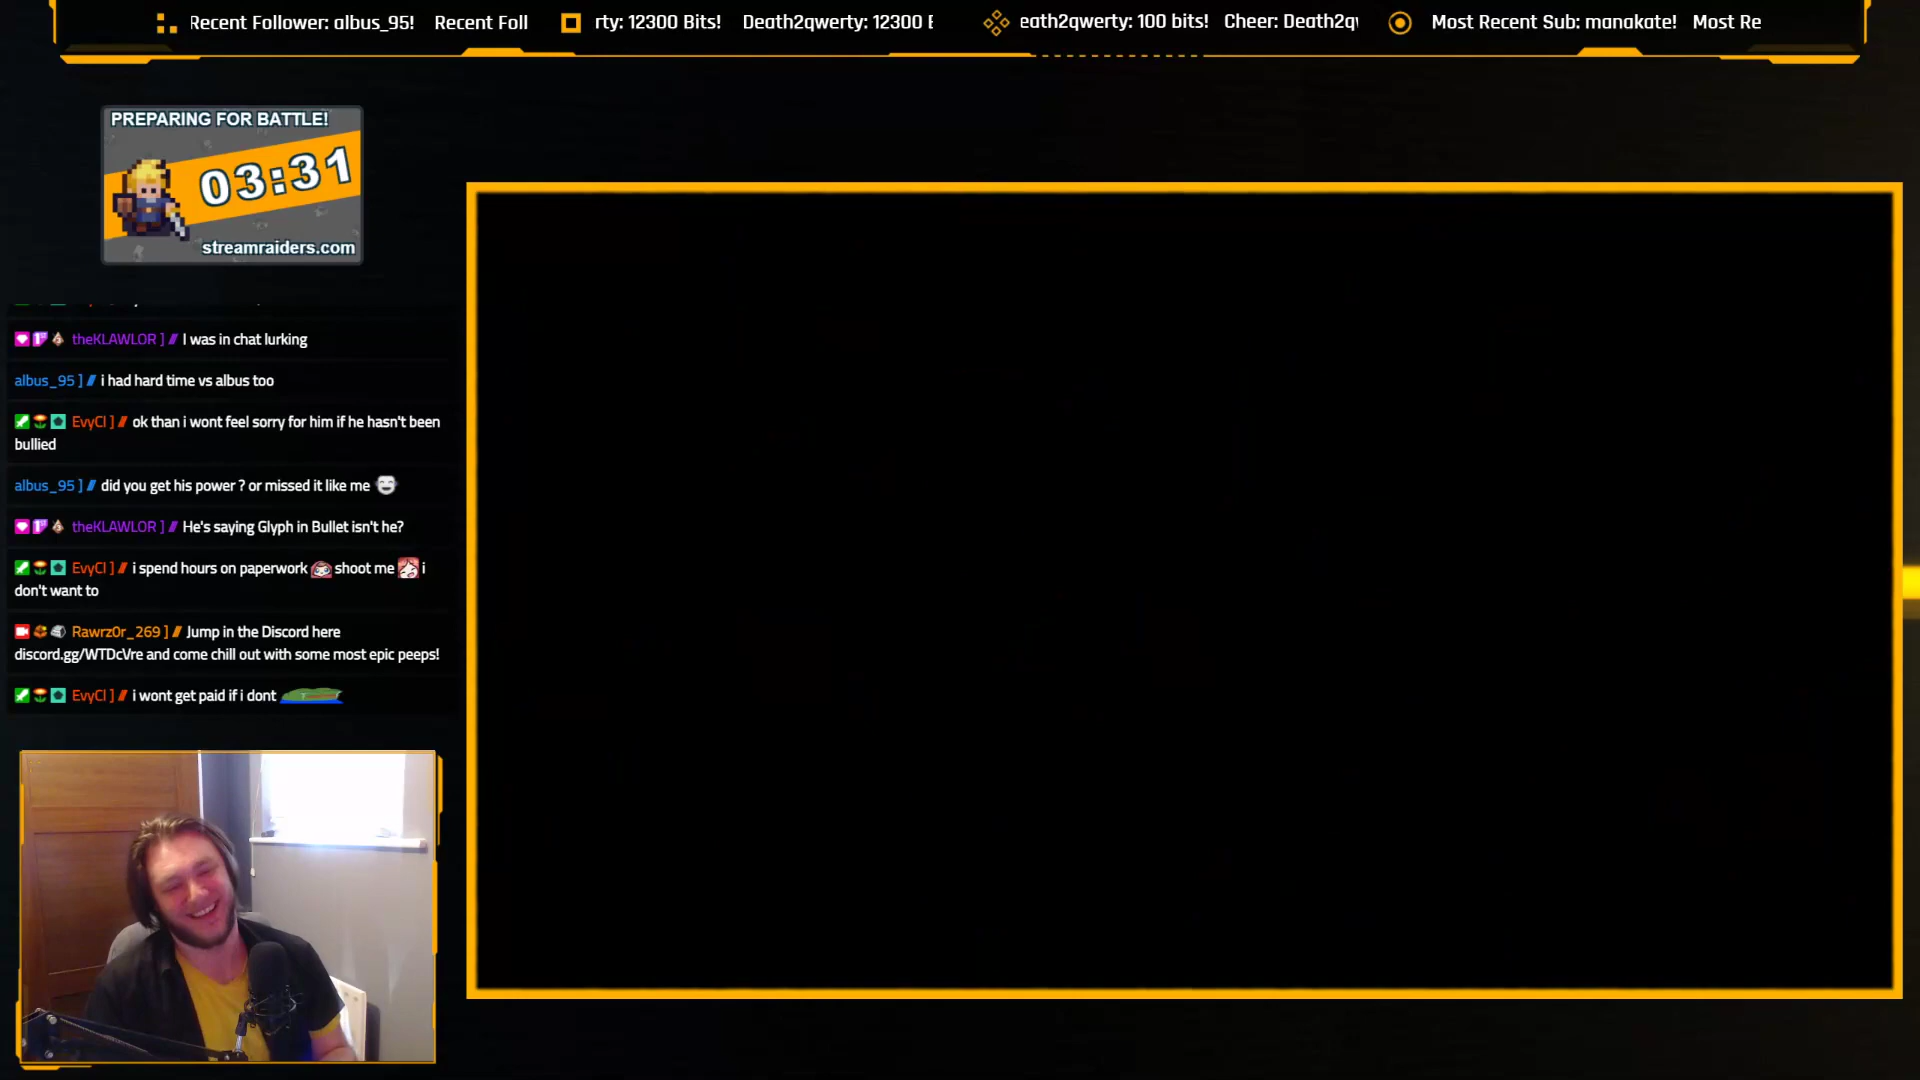 Recent Follower: albus_95! Recent Foll
rty: 12300 Bits! Death2qwerty: 12300
eath2qwerty: 100 bits! Cheer:
Most Recent Sub: manakate! Most Re
PREPARING FOR BATTLE!
03:31
streamraiders.com
theKLAWLOR ] // I was in chat lurking
albus_95 ] // i had hard time vs albus too
EvyCl ] // ok than i wont feel sorry for him if he hasn't been
bullied
albus_95 ] // did you get his power ? or missed it like me
theKLAWLOR ] // He's saying Glyph in Bullet isn't he?
EvyCl ] // i spend hours on paperwork shoot me i
don't want to
Rawrz0r_269 ] // Jump in the Discord here
discord.gg/WTDcVre and come chill out with some most epic peeps!
EvyCl ] // i wont get paid if i dont